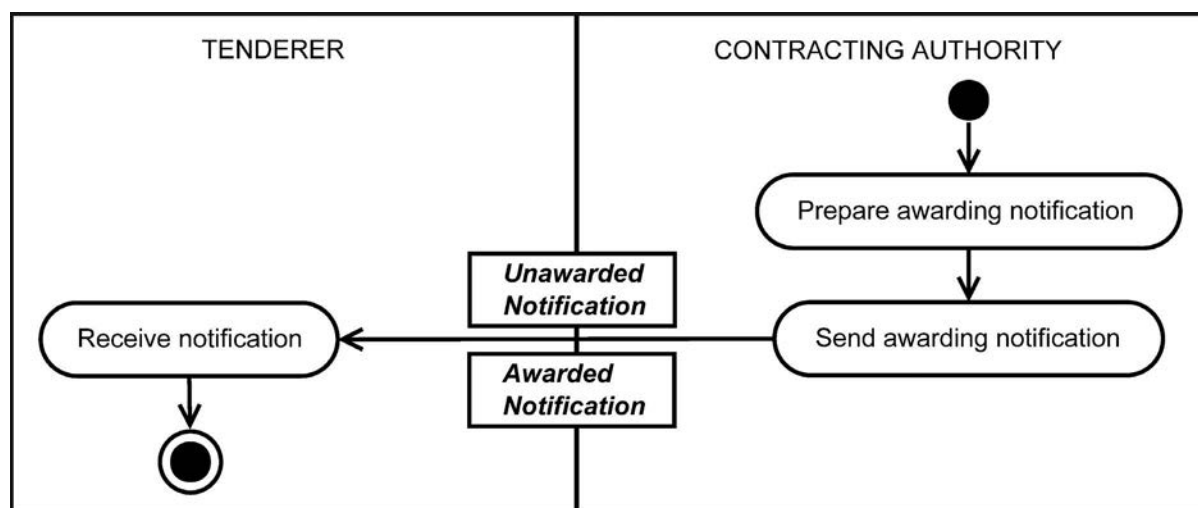 TENDERER
CONTRACTING AUTHORITY
Prepare awarding notification
Unawarded
Notification
Receive notification
Send awarding notification
Awarded
Notification